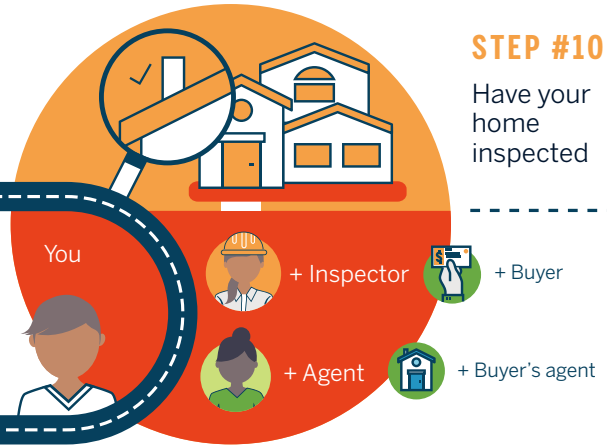 STEP #10
Have your
home
inspected
You
+ Inspector
$
+ Buyer
+ Agent
+ Buyer’s agent